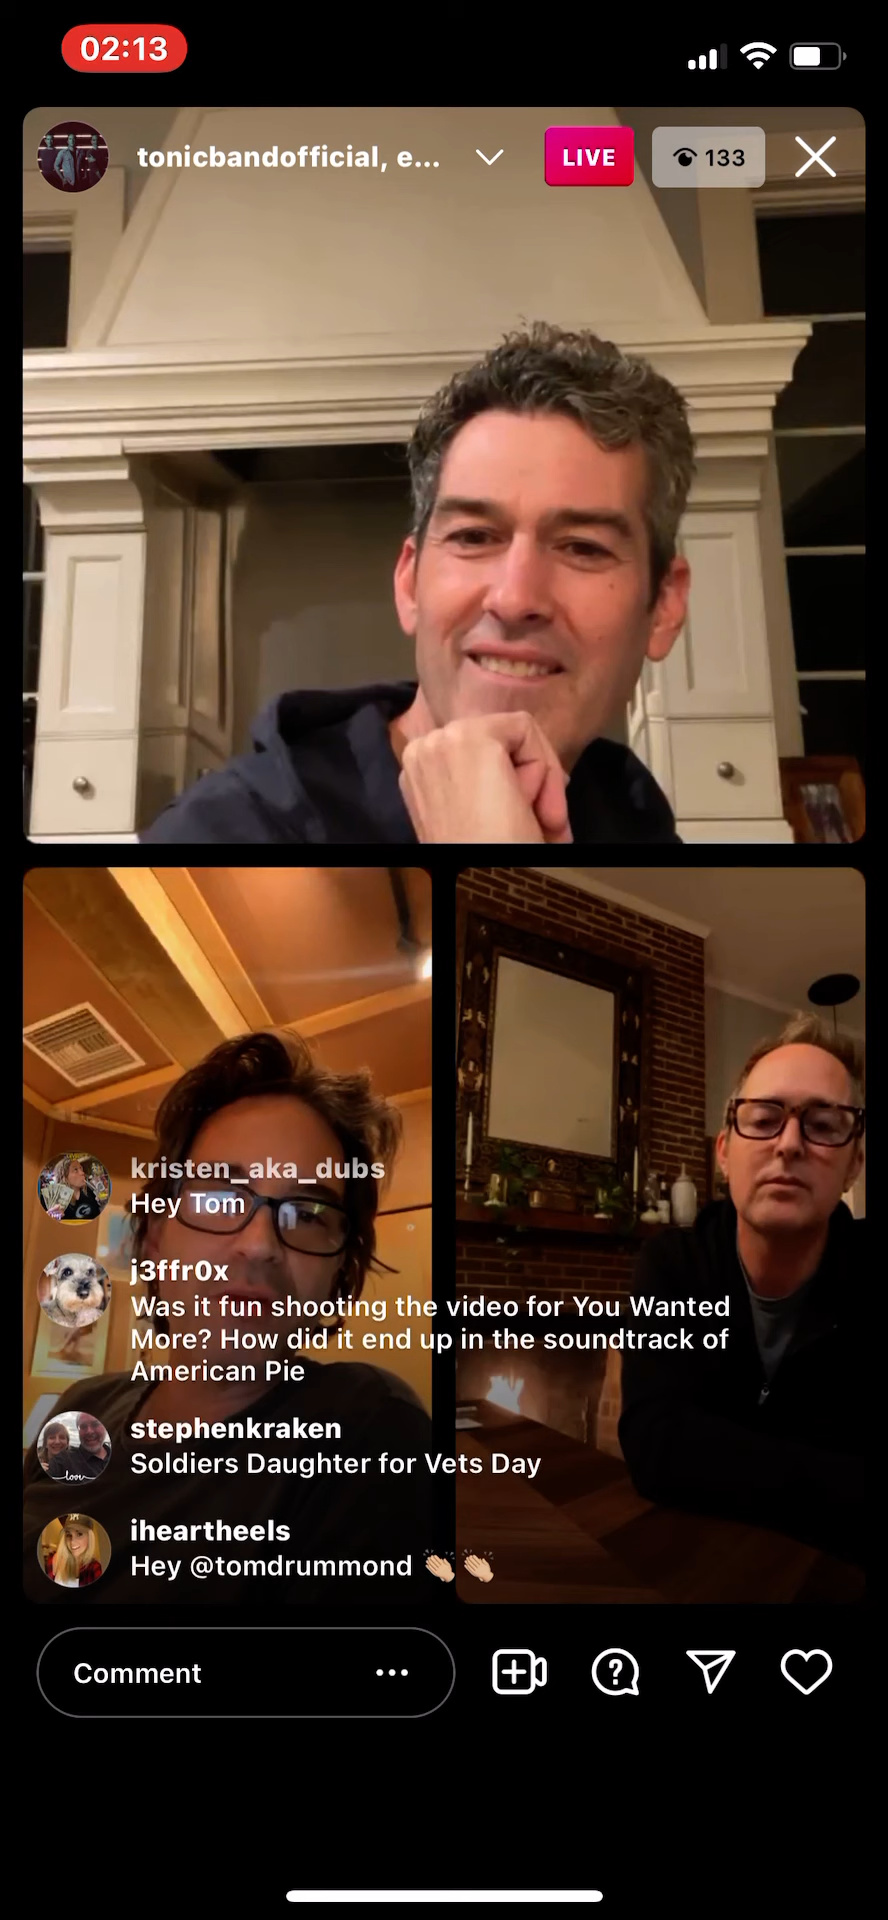 02:13
tonicbandofficial, e...
LIVE
133
kristen_aka_dubs
Hey Tom
j3ffr0x
Was it fun shooting the video for You Wanted
More? How did it end up in the soundtrack of
American Pie
stephenkraken
Soldiers Daughter for Vets Day
love
iheartheels
Hey @tomdrummond 👏🏼👏🏼
Comment